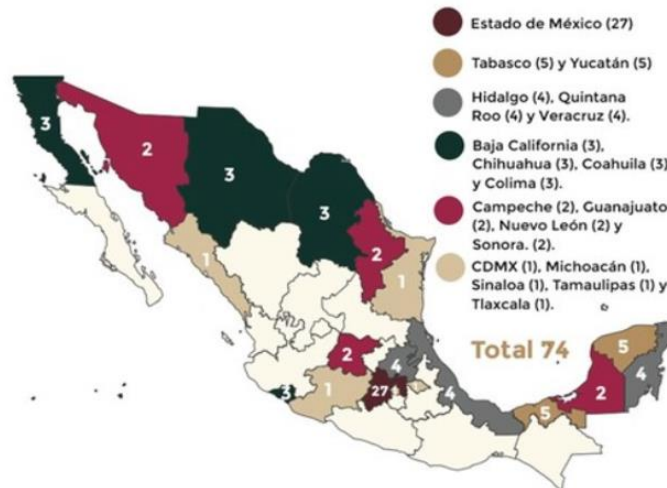 Estado de México (27)
Tabasco (5) y Yucatán (5)
Hidalgo (4), Quintana
Roo (4) y Veracruz (4).
Baja California (3),
Chihuahua (3), Coahuila (3)
y Colima (3).
Campeche (2), Guanajuato
(2), Nuevo León (2) y
Sonora. (2).
CDMX (1), Michoacán (1),
Sinaloa (1), Tamaulipas (1) y
Tlaxcala (1).
Total 74
3
2
3
3
2
1
1
5
4
2
2
4
3
1
27
1
4
5